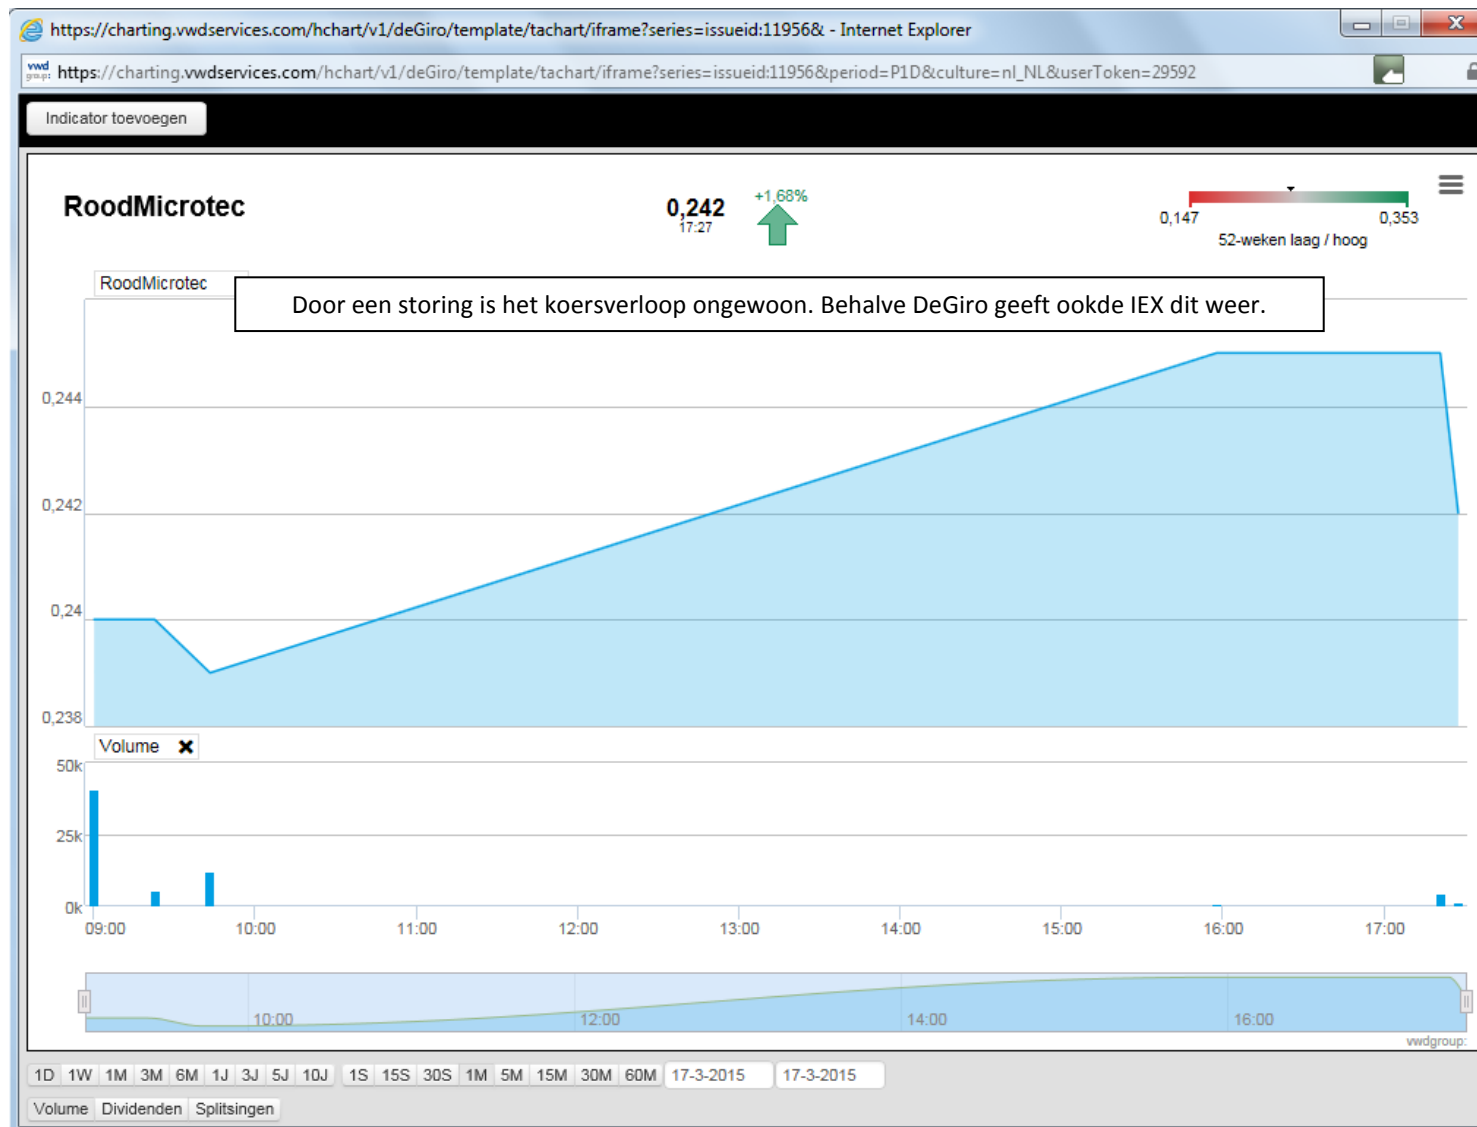 https://charting.vwdservices.com/hchart/v1/deGiro/template/tachart/iframe?series=issueid:11956& - Internet Explorer
vwd group: https://charting.vwdservices.com/hchart/v1/deGiro/template/tachart/iframe?series=issueid:11956&period=P1D&culture=nl_NL&userToken=29592
Indicator toevoegen
RoodMicrotec
0,242
17:27
+1,68%
0,147 0,353
52-weken laag / hoog
RoodMicrotec
Door een storing is het koersverloop ongewoon. Behalve DeGiro geeft ookde IEX dit weer.
0,244
0,242
0,24
0,238
Volume
50k
25k
0k
09:00 10:00 11:00 12:00 13:00 14:00 15:00 16:00 17:00
10:00 12:00 14:00 16:00
vwdgroup:
1D 1W 1M 3M 6M 1J 3J 5J 10J 1S 15S 30S 1M 5M 15M 30M 60M 17-3-2015 17-3-2015
Volume Dividenden Splitsingen